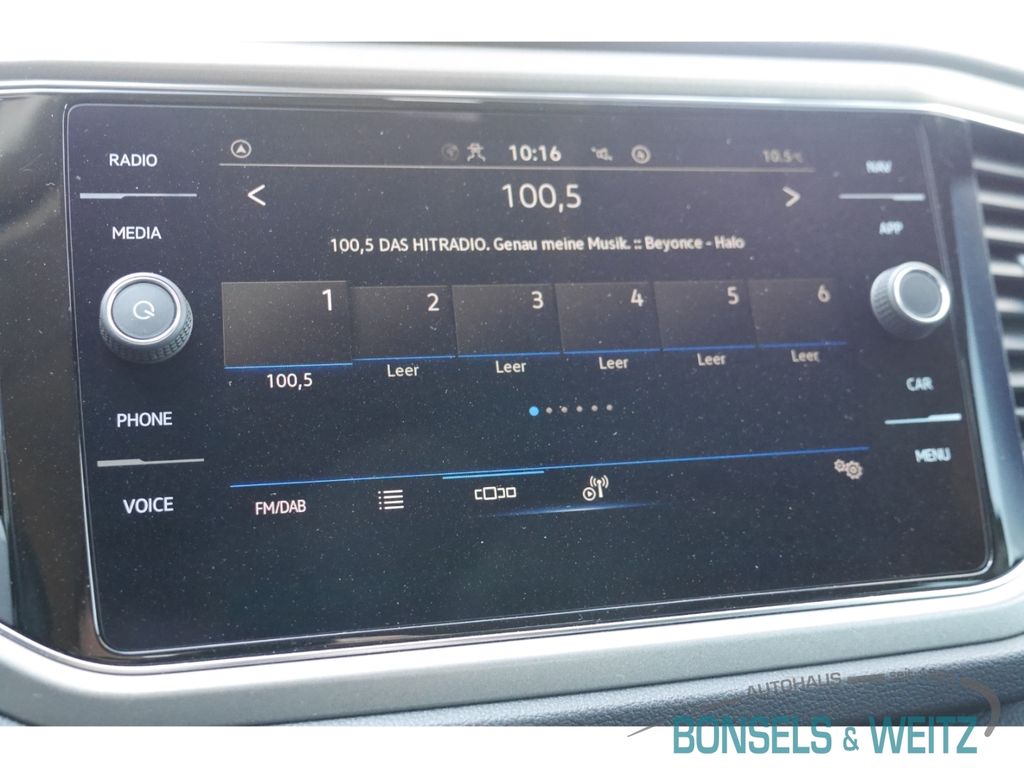 RADIO
MEDIA
PHONE
VOICE
10:16
10.5°C
100,5
100,5 DAS HITRADIO. Genau meine Musik. :: Beyonce - Halo
1 2 3 4 5 6
100,5 Leer Leer Leer Leer Leer
FM/DAB
NAV
APP
CAR
MENU
AUTOHAUS
BONSELS & WEITZ